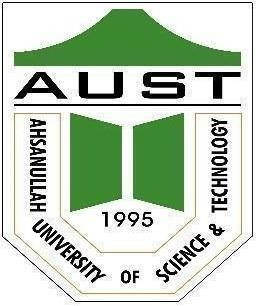 AUST
1995
AHSANULLAH UNIVERSITY OF SCIENCE & TECHNOLOGY